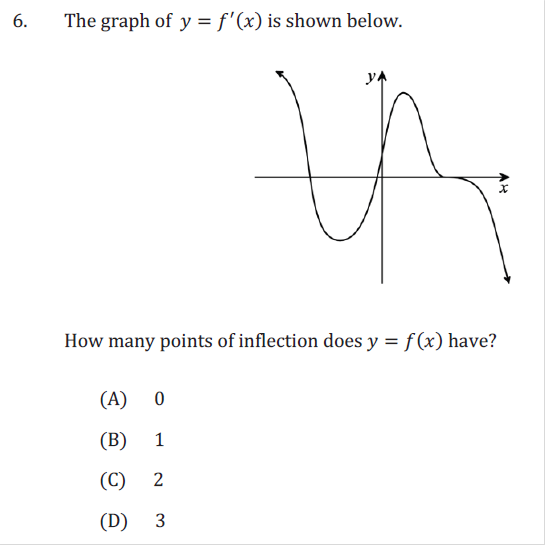 6. The graph of y = f′(x) is shown below.
y
x
How many points of inflection does y = f(x) have?
(A) 0
(B) 1
(C) 2
(D) 3